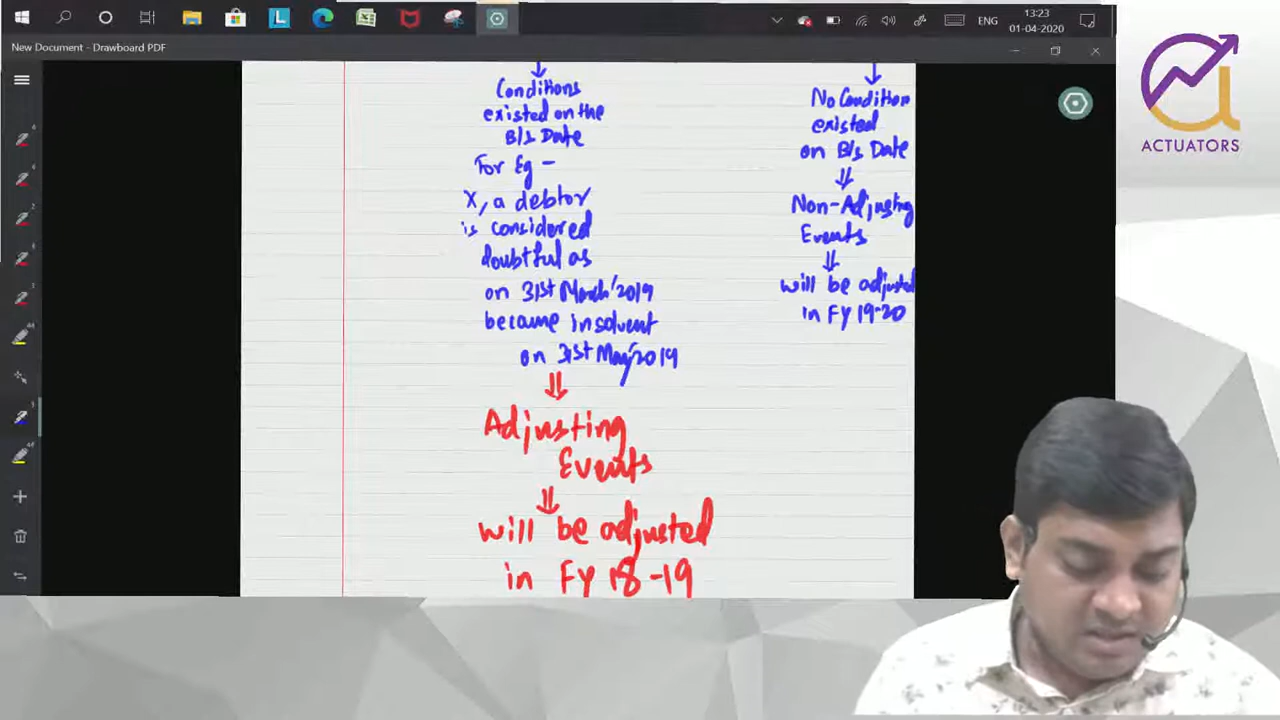 13:23
ENG
01-04-2020
New Document - Drawboard PDF
ACTUATORS
Conditions
existed on the
B/s Date
For Eg -
X, a debtor
is considered
doubtful as
on 31st March'2019
became insolvent
on 31st May'2019
Adjusting
Events
will be adjusted
in FY 18-19
No Condition
existed
on B/s Date
Non-Adjusting
Events
will be adjusted
in FY 19-20